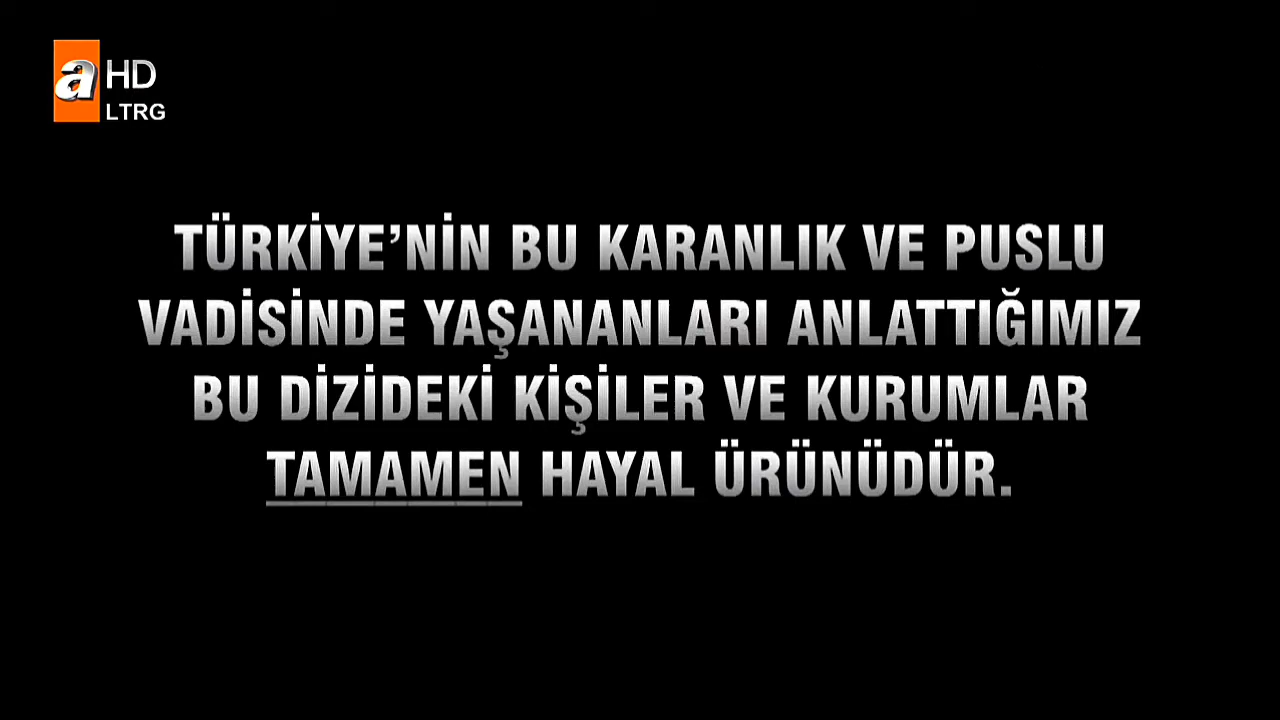 a HD
LTRG
TÜRKİYE’NİN BU KARANLIK VE PUSLU
VADİSİNDE YAŞANANLARI ANLATTIĞIMIZ
BU DİZİDEKİ KİŞİLER VE KURUMLAR
TAMAMEN HAYAL ÜRÜNÜDÜR.